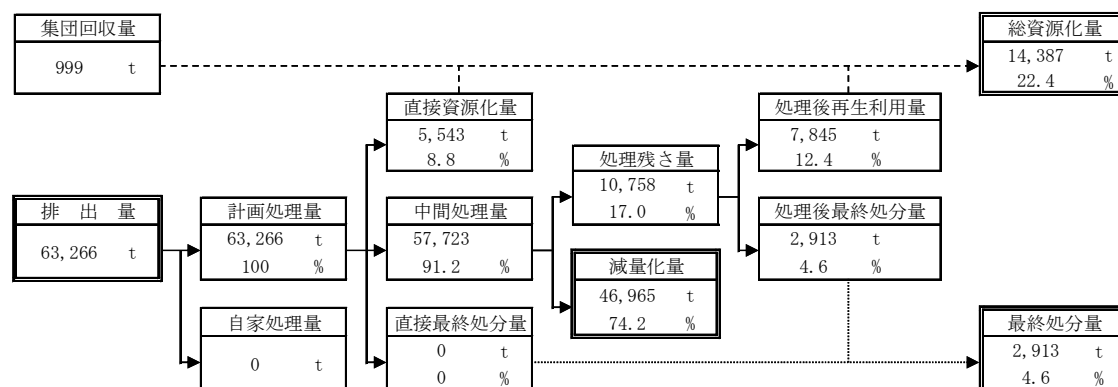 集団回収量
999 t
総資源化量
14,387 t
22.4 %
直接資源化量
5,543 t
8.8 %
処理後再生利用量
7,845 t
12.4 %
処理残さ量
10,758 t
17.0 %
排 出 量
63,266 t
計画処理量
63,266 t
100 %
中間処理量
57,723
91.2 %
処理後最終処分量
2,913 t
4.6 %
減量化量
46,965 t
74.2 %
自家処理量
0 t
直接最終処分量
0 t
0 %
最終処分量
2,913 t
4.6 %